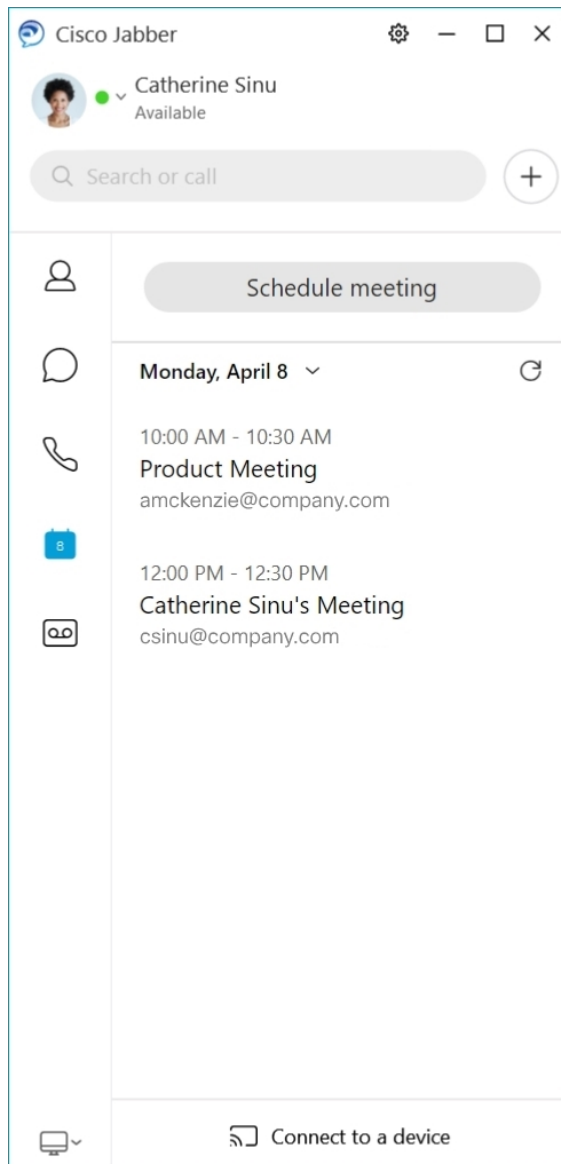 Cisco Jabber
Catherine Sinu
Available
Search or call
Schedule meeting
Monday, April 8
10:00 AM - 10:30 AM
Product Meeting
amckenzie@company.com
8
12:00 PM - 12:30 PM
Catherine Sinu's Meeting
csinu@company.com
Connect to a device